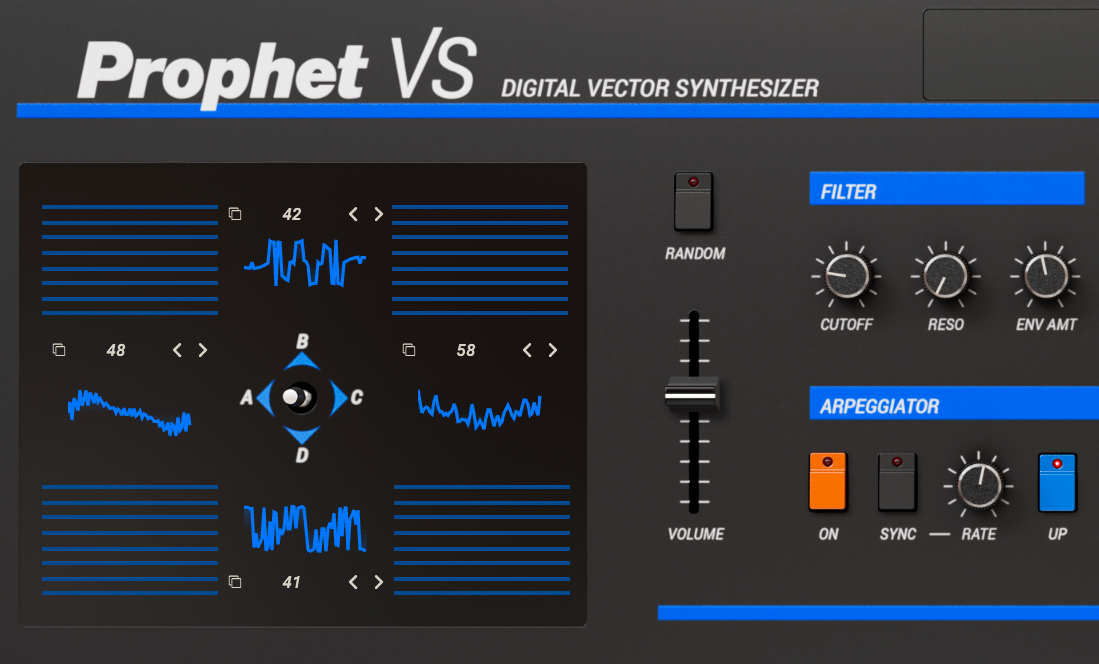 Prophet VS DIGITAL VECTOR SYNTHESIZER
42
RANDOM
FILTER
CUTOFF RESO ENV AMT
48
58
B
A C
D
ARPEGGIATOR
VOLUME
ON SYNC — RATE UP
41